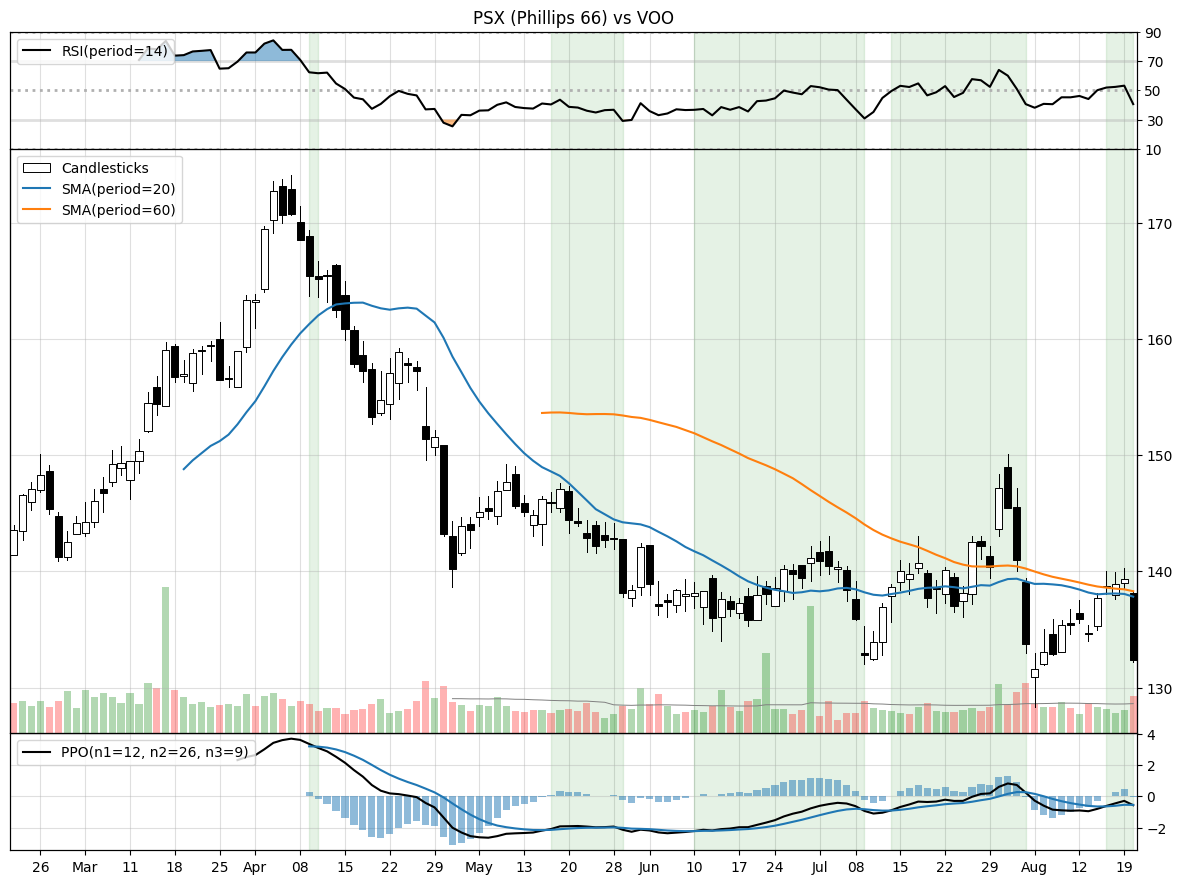 PSX (Phillips 66) vs VOO
RSI(period=14)
90
70
50
30
10
Candlesticks
SMA(period=20)
SMA(period=60)
170
160
150
140
130
PPO(n1=12, n2=26, n3=9)
4
2
0
−2
26 Mar 11 18 25 Apr 08 15 22 29 May 13 20 28 Jun 10 17 24 Jul 08 15 22 29 Aug 12 19